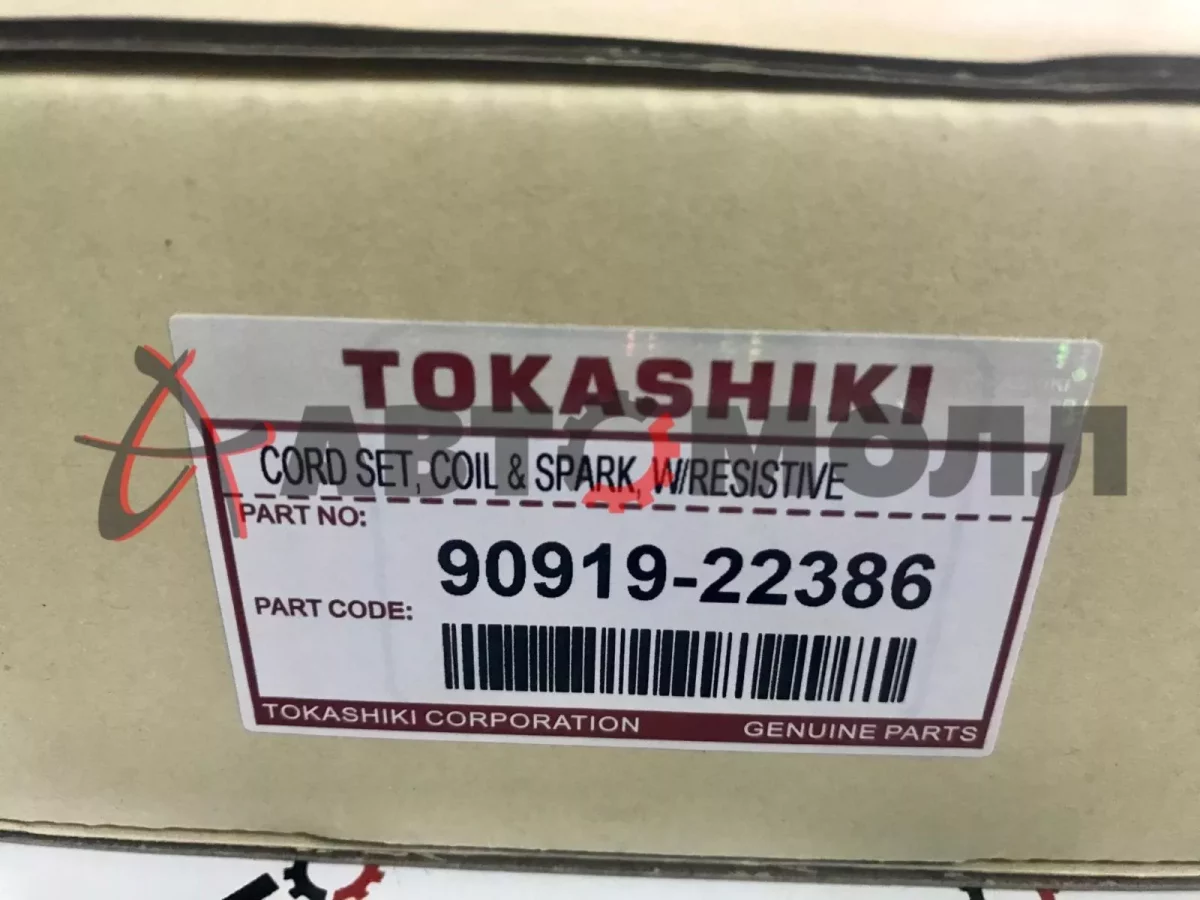 TOKASHIKI
АВТОМОЛЛ
CORD SET, COIL & SPARK, W/RESISTIVE
PART NO:
90919-22386
PART CODE:
TOKASHIKI CORPORATION GENUINE PARTS